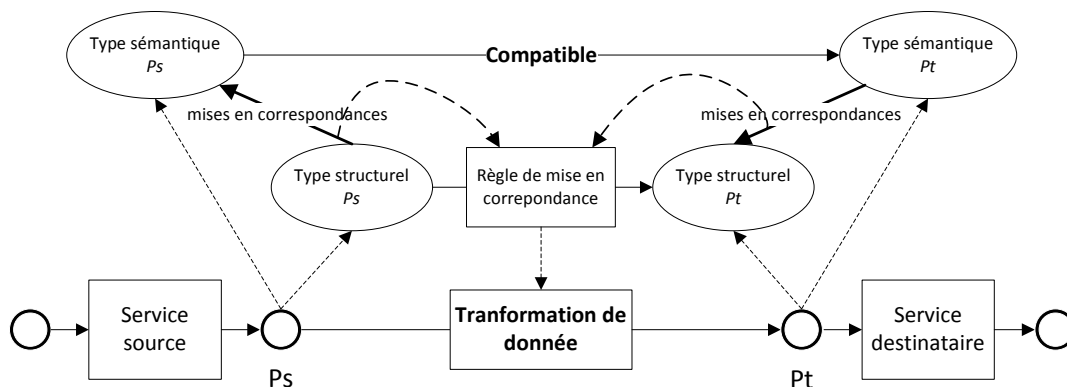 Type sémantique
Ps
Compatible
Type sémantique
Pt
mises en correspondances
mises en correspondances
Type structurel
Ps
Règle de mise en
correpondance
Type structurel
Pt
Service
source
Ps
Tranformation de
donnée
Pt
Service
destinataire